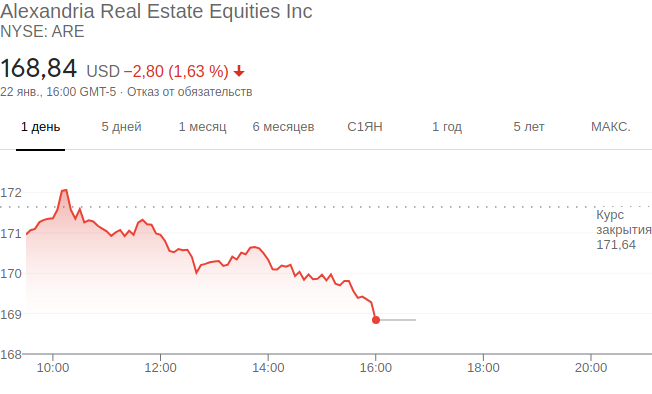 Alexandria Real Estate Equities Inc
NYSE: ARE
168,84 USD −2,80 (1,63 %)
22 янв., 16:00 GMT-5 · Отказ от обязательств
1 день 5 дней 1 месяц 6 месяцев С1ЯН 1 год 5 лет МАКС.
172
Курс
закрытия
171,64
171
170
169
168
10:00 12:00 14:00 16:00 18:00 20:00